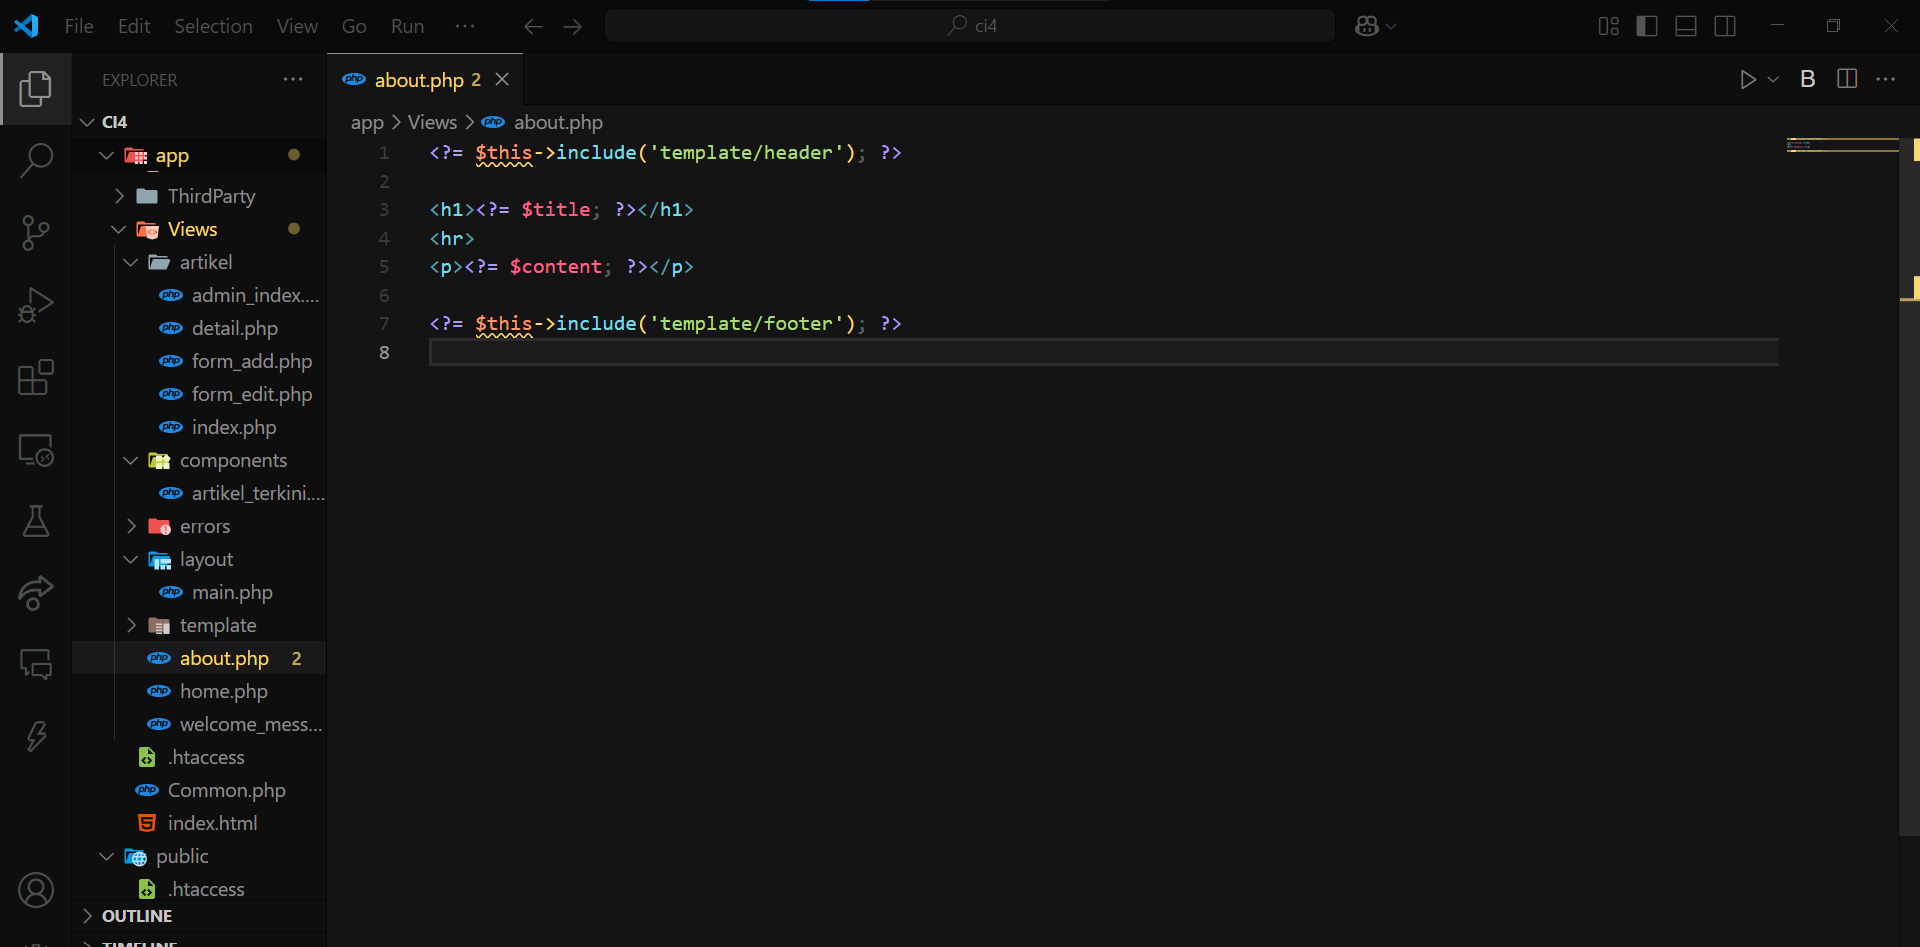 File Edit Selection View Go Run ··· ci4
EXPLORER ···
CI4
app
ThirdParty
Views
artikel
admin_index....
detail.php
form_add.php
form_edit.php
index.php
components
artikel_terkini....
errors
layout
main.php
template
about.php 2
home.php
welcome_mess...
.htaccess
Common.php
index.html
public
.htaccess
OUTLINE
TIMELINE
about.php 2
B
app > Views > about.php
1 <?= $this->include('template/header'); ?>
2
3 <h1><?= $title; ?></h1>
4 <hr>
5 <p><?= $content; ?></p>
6
7 <?= $this->include('template/footer'); ?>
8